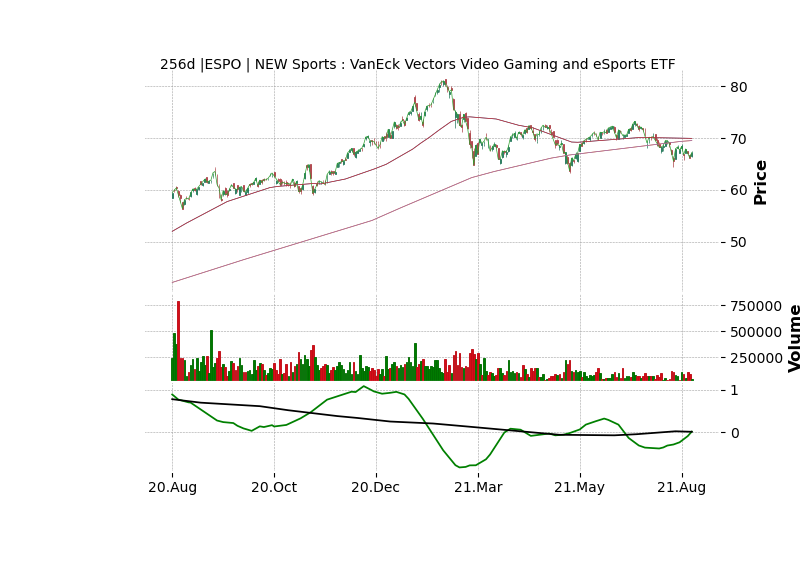 256d |ESPO | NEW Sports : VanEck Vectors Video Gaming and eSports ETF
80
70
60
50
Price
750000
500000
250000
Volume
1
0
20.Aug 20.Oct 20.Dec 21.Mar 21.May 21.Aug